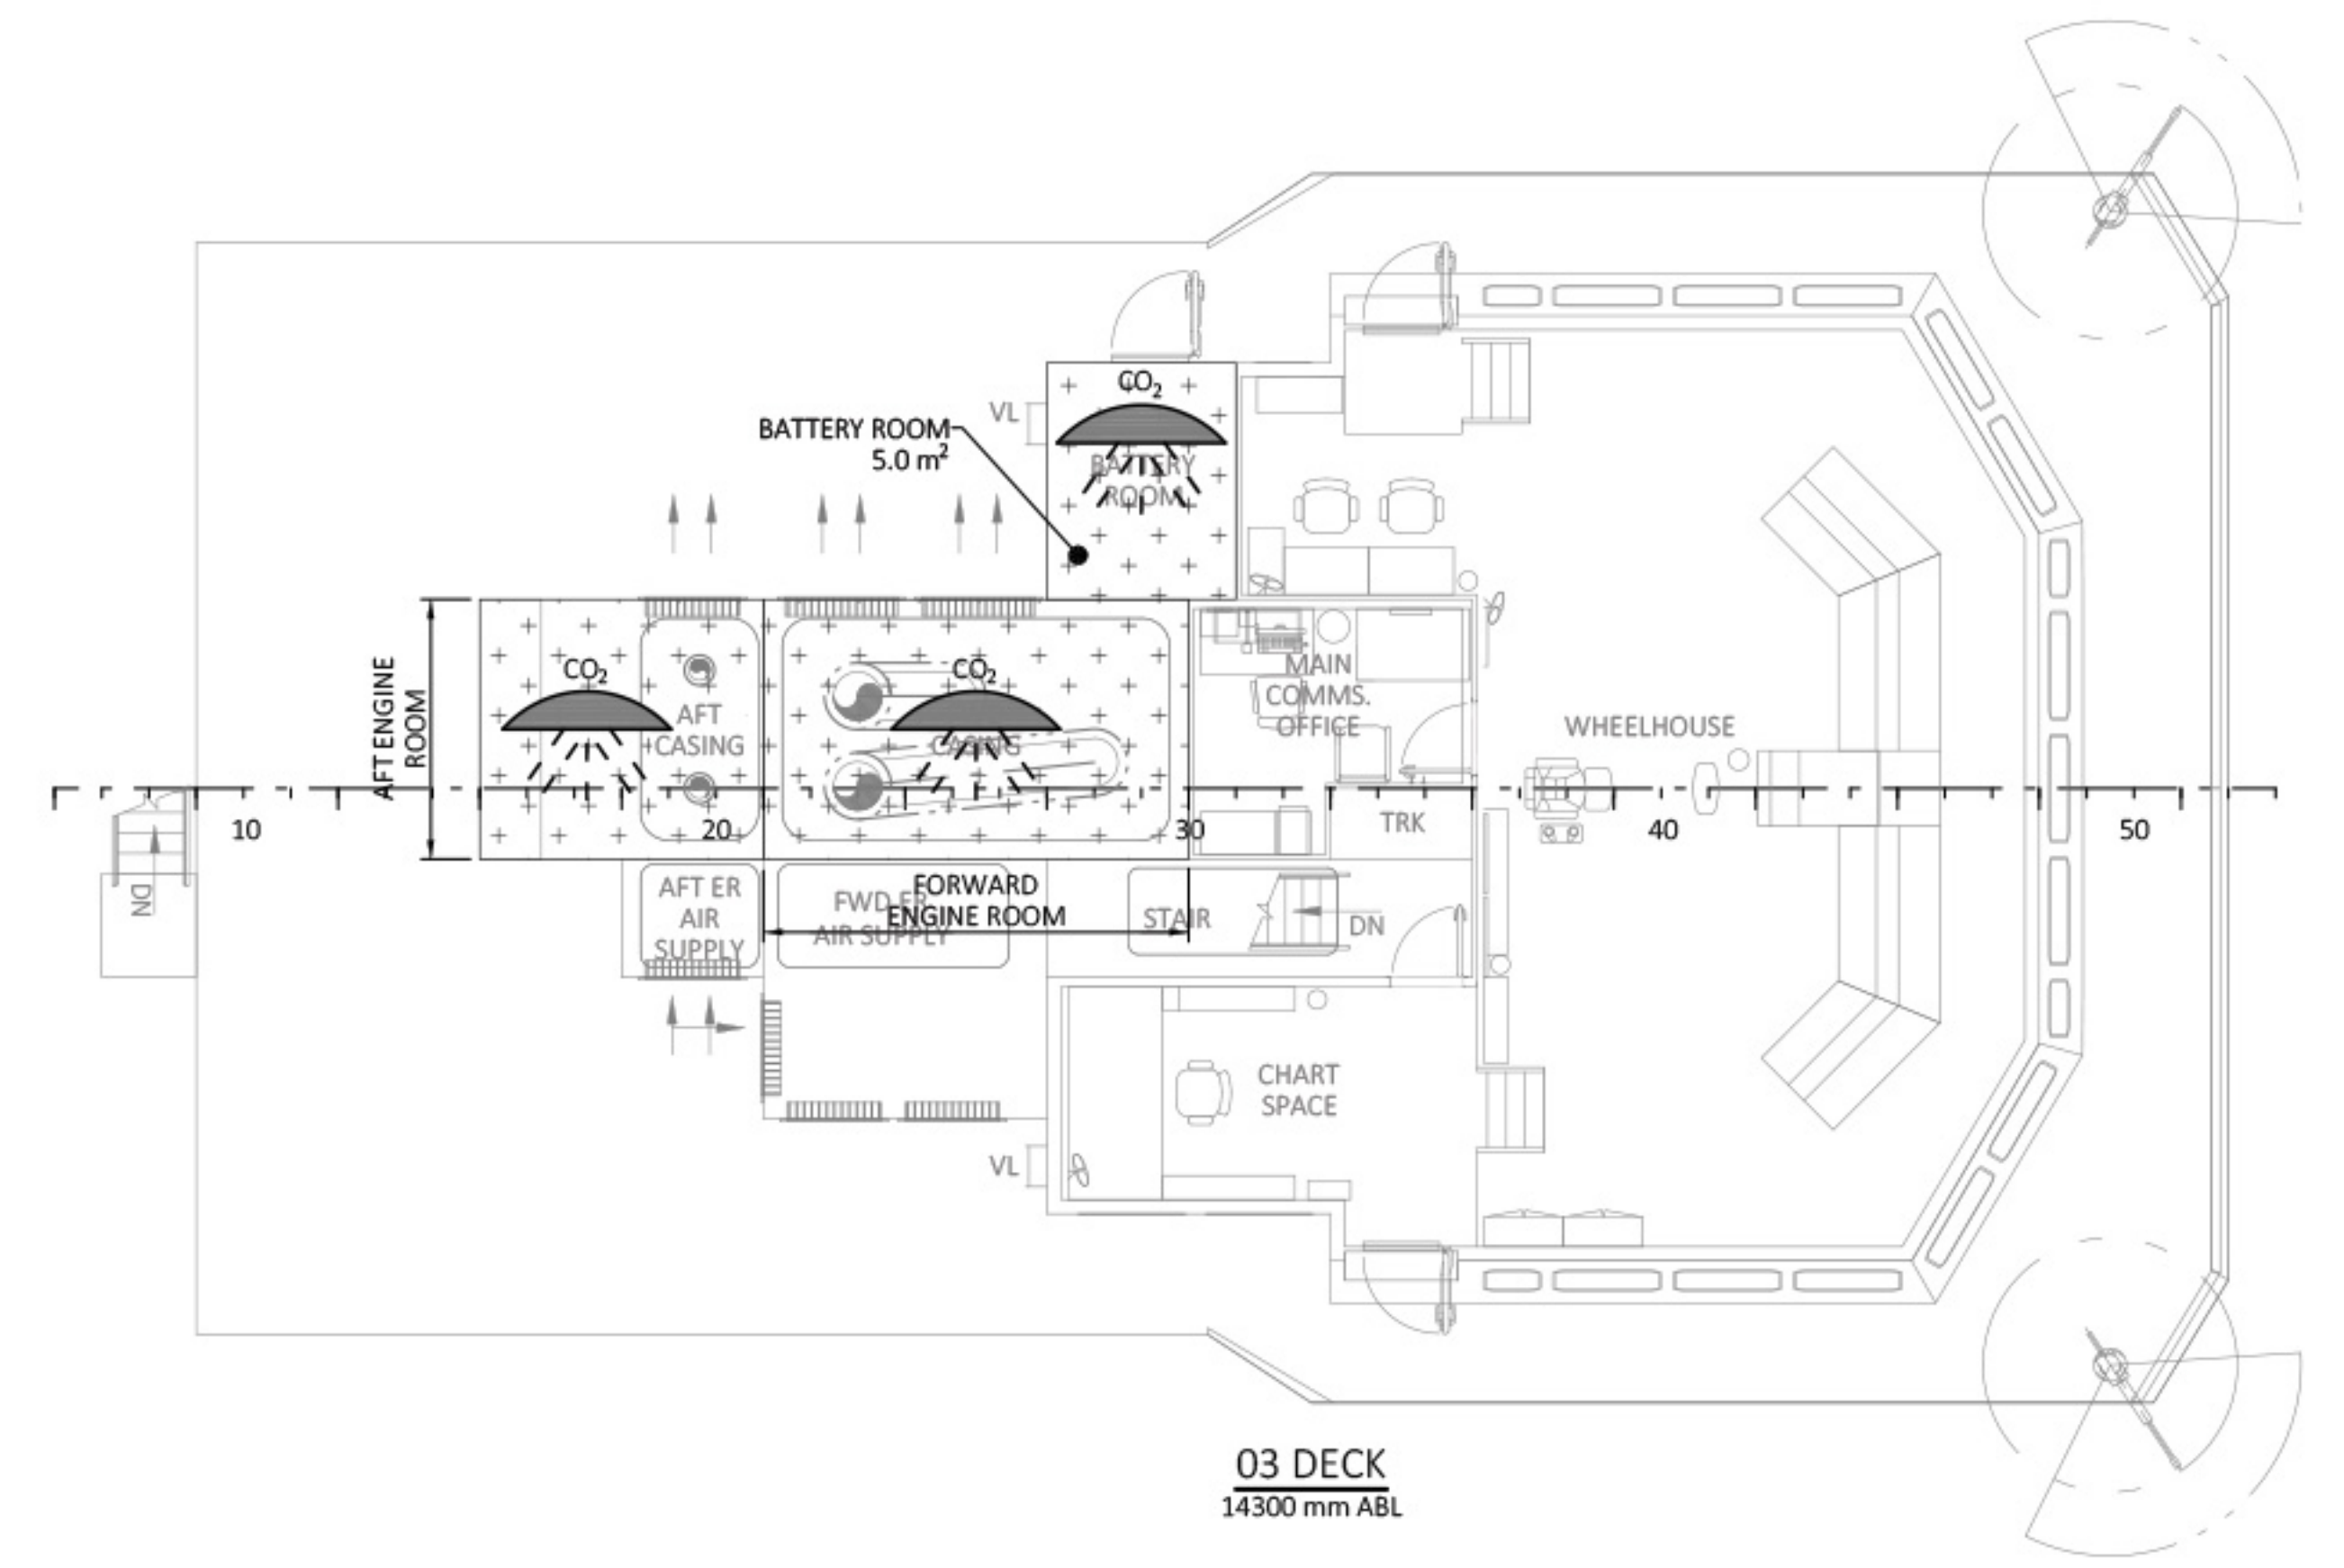 CO2
BATTERY ROOM
5.0 m²
VL
BATTERY
ROOM
AFT ENGINE
ROOM
CO2
AFT
CASING
CO2
CASING
MAIN
COMMS.
OFFICE
WHEELHOUSE
10
20
30
TRK
40
50
DN
AFT ER
AIR
SUPPLY
FWD ER
AIR SUPPLY
FORWARD
ENGINE ROOM
STAIR
DN
CHART
SPACE
VL
03 DECK
14300 mm ABL